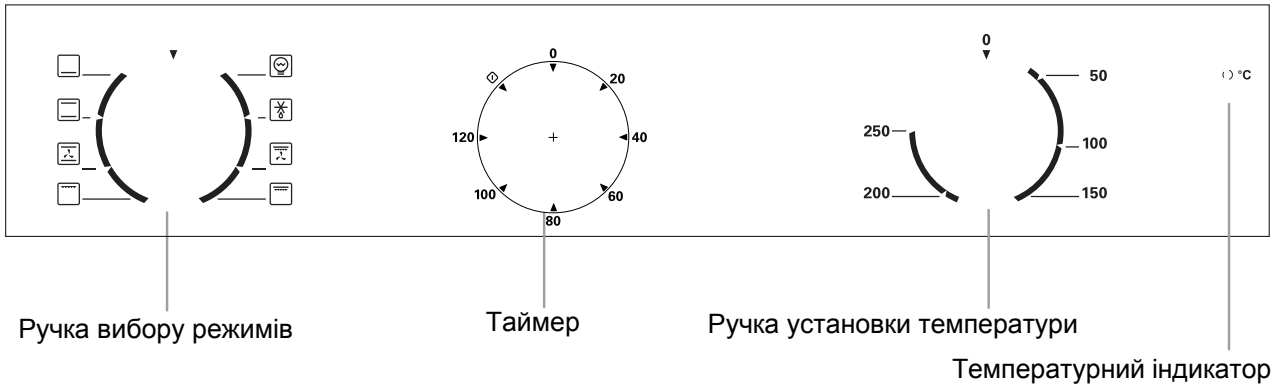 0
20
40
60
80
100
120
0
50
100
150
200
250
°C
Ручка вибору режимів
Таймер
Ручка установки температури
Температурний індикатор